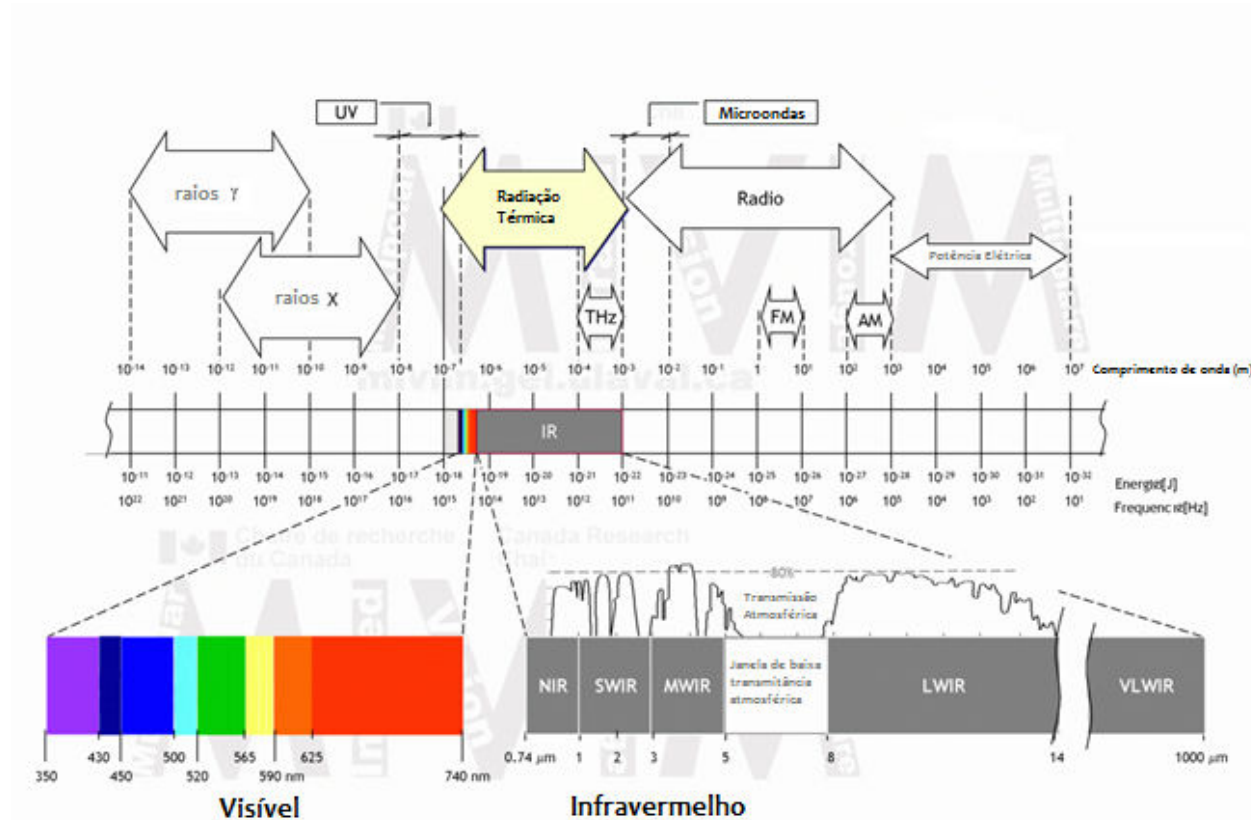 UV
Microondas
raios γ
Radiação
Térmica
Radio
Potência Elétrica
raios X
THz
FM
AM
10-14 10-13 10-12 10-11 10-10 10-9 10-8 10-7 10-6 10-5 10-4 10-3 10-2 10-1 1 10¹ 10² 10³ 10⁴ 10⁵ 10⁶ 10⁷ Comprimento de onda (m)
mivim.gel.ulaval.ca
IR
10-11 10-12 10-13 10-14 10-15 10-16 10-17 10-18 10-19 10-20 10-21 10-22 10-23 10-24 10-25 10-26 10-27 10-28 10-29 10-30 10-31 10-32
10²² 10²¹ 10²⁰ 10¹⁹ 10¹⁸ 10¹⁷ 10¹⁶ 10¹⁵ 10¹⁴ 10¹³ 10¹² 10¹¹ 10¹⁰ 10⁹ 10⁸ 10⁷ 10⁶ 10⁵ 10⁴ 10³ 10² 10¹
[J]
[Hz]
Chaire de recherche
du Canada
Canada Research
80%
Transmissão
Atmosférica
NIR SWIR MWIR
Janela de baixa
transmitância
atmosférica
LWIR VLWIR
350 430 450 500 520 565 590 nm 625 740 nm
0.74 µm 1 2 3 5 8 14 1000 µm
Visível
Infravermelho